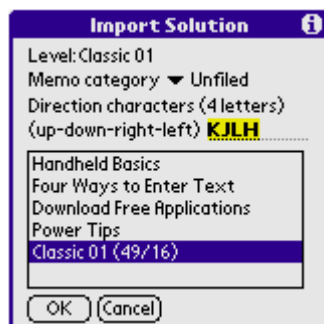 Import Solution i
Level: Classic 01
Memo category Unfiled
Direction characters (4 letters)
(up-down-right-left) KJLH
Handheld Basics
Four Ways to Enter Text
Download Free Applications
Power Tips
Classic 01 (49/16)
OK Cancel